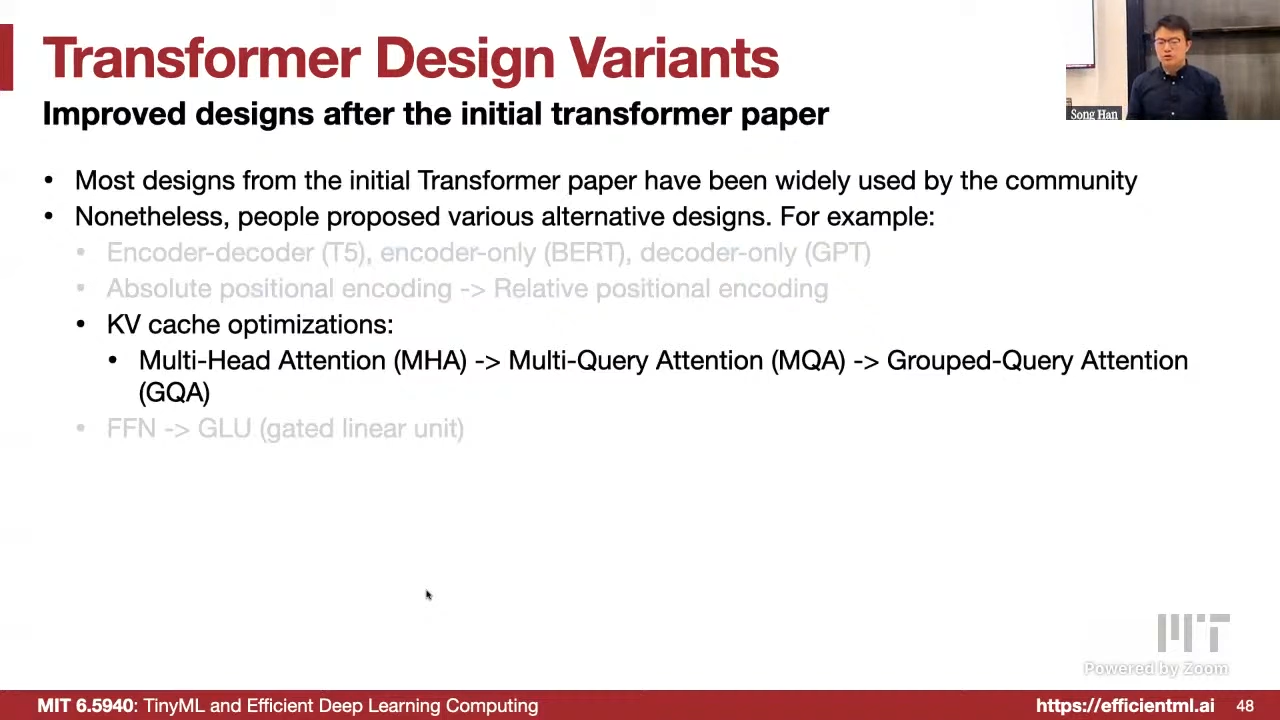 Transformer Design Variants
Improved designs after the initial transformer paper
Song Han
• Most designs from the initial Transformer paper have been widely used by the community
• Nonetheless, people proposed various alternative designs. For example:
• Encoder-decoder (T5), encoder-only (BERT), decoder-only (GPT)
• Absolute positional encoding -> Relative positional encoding
• KV cache optimizations:
• Multi-Head Attention (MHA) -> Multi-Query Attention (MQA) -> Grouped-Query Attention
(GQA)
• FFN -> GLU (gated linear unit)
MIT
Powered by Zoom
MIT 6.5940: TinyML and Efficient Deep Learning Computing
https://efficientml.ai
48